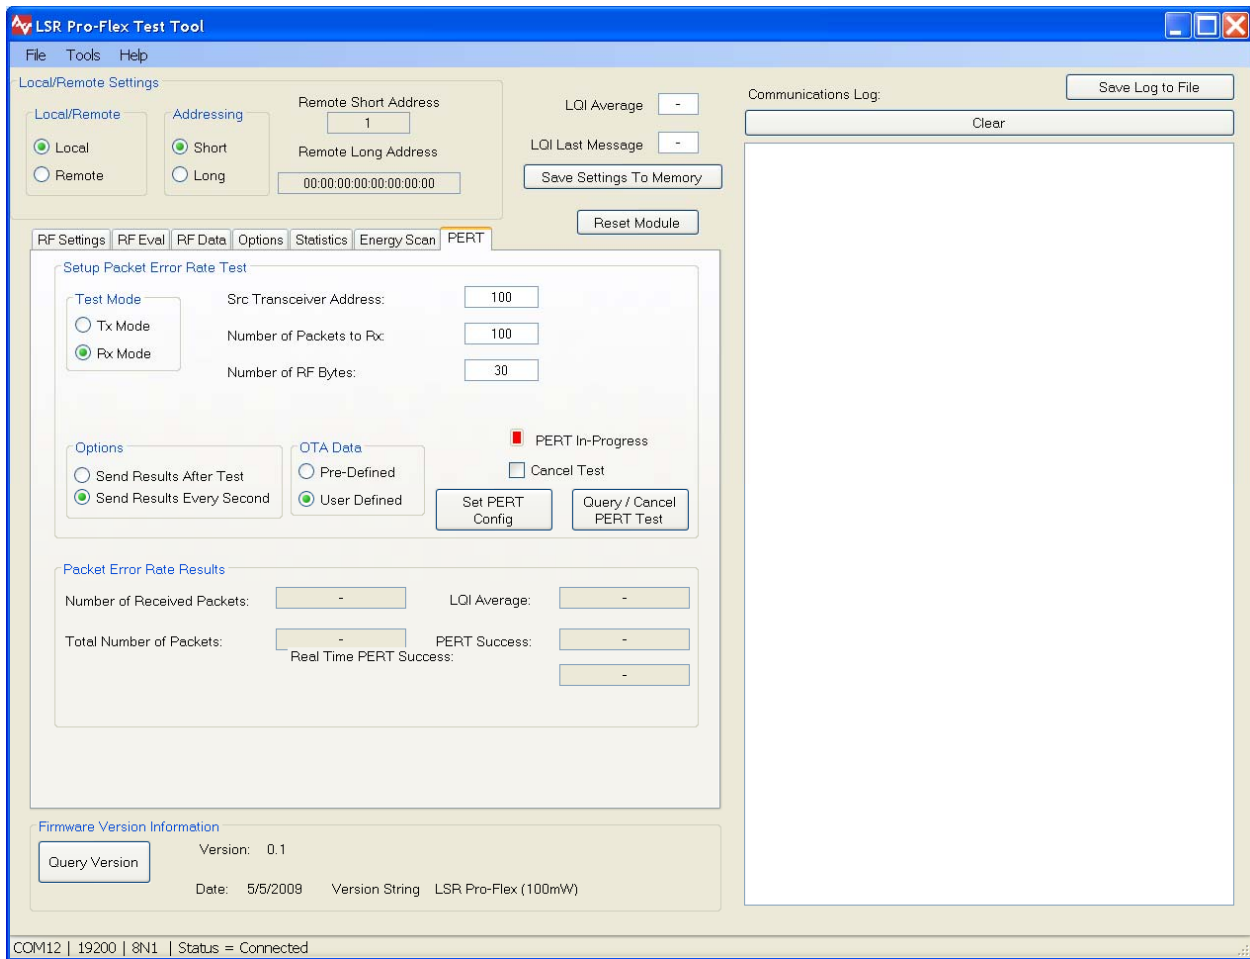 LSR Pro-Flex Test Tool
File Tools Help
Local/Remote Settings
Local/Remote
Local
Remote
Addressing
Short
Long
Remote Short Address
1
Remote Long Address
00:00:00:00:00:00:00:00
LQI Average -
LQI Last Message -
Save Settings To Memory
Reset Module
Communications Log:
Save Log to File
Clear
RF Settings RF Eval RF Data Options Statistics Energy Scan PERT
Setup Packet Error Rate Test
Test Mode
Tx Mode
Rx Mode
Src Transceiver Address: 100
Number of Packets to Rx: 100
Number of RF Bytes: 30
Options
Send Results After Test
Send Results Every Second
OTA Data
Pre-Defined
User Defined
PERT In-Progress
Cancel Test
Set PERT
Config
Query / Cancel
PERT Test
Packet Error Rate Results
Number of Received Packets: - LQI Average: -
Total Number of Packets: - PERT Success: -
Real Time PERT Success: -
Firmware Version Information
Query Version
Version: 0.1
Date: 5/5/2009 Version String LSR Pro-Flex (100mW)
COM12 | 19200 | 8N1 | Status = Connected